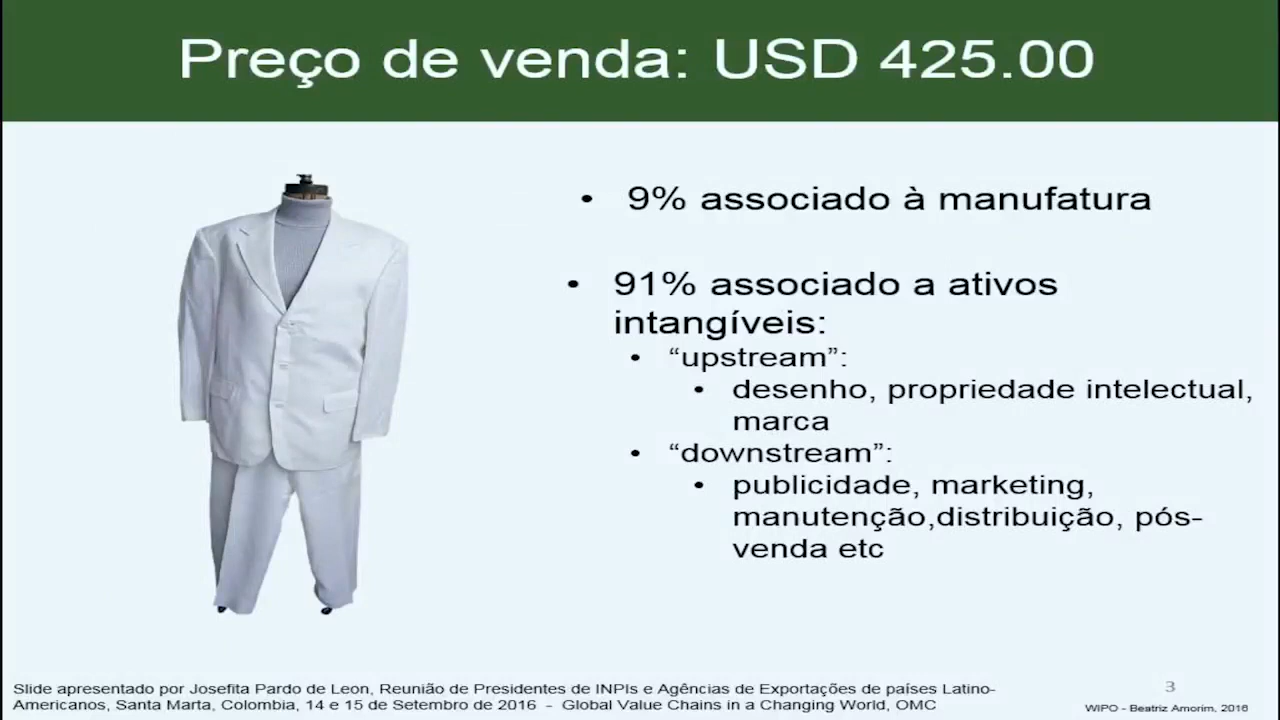 Preço de venda: USD 425.00
• 9% associado à manufatura
• 91% associado a ativos
intangíveis:
• “upstream”:
• desenho, propriedade intelectual,
marca
• “downstream”:
• publicidade, marketing,
manutenção,distribuição, pós-
venda etc
Slide apresentado por Josefita Pardo de Leon, Reunião de Presidentes de INPIs e Agências de Exportações de países Latino-
Americanos, Santa Marta, Colombia, 14 e 15 de Setembro de 2016 - Global Value Chains in a Changing World, OMC
3
WIPO - Beatriz Amorim, 2016